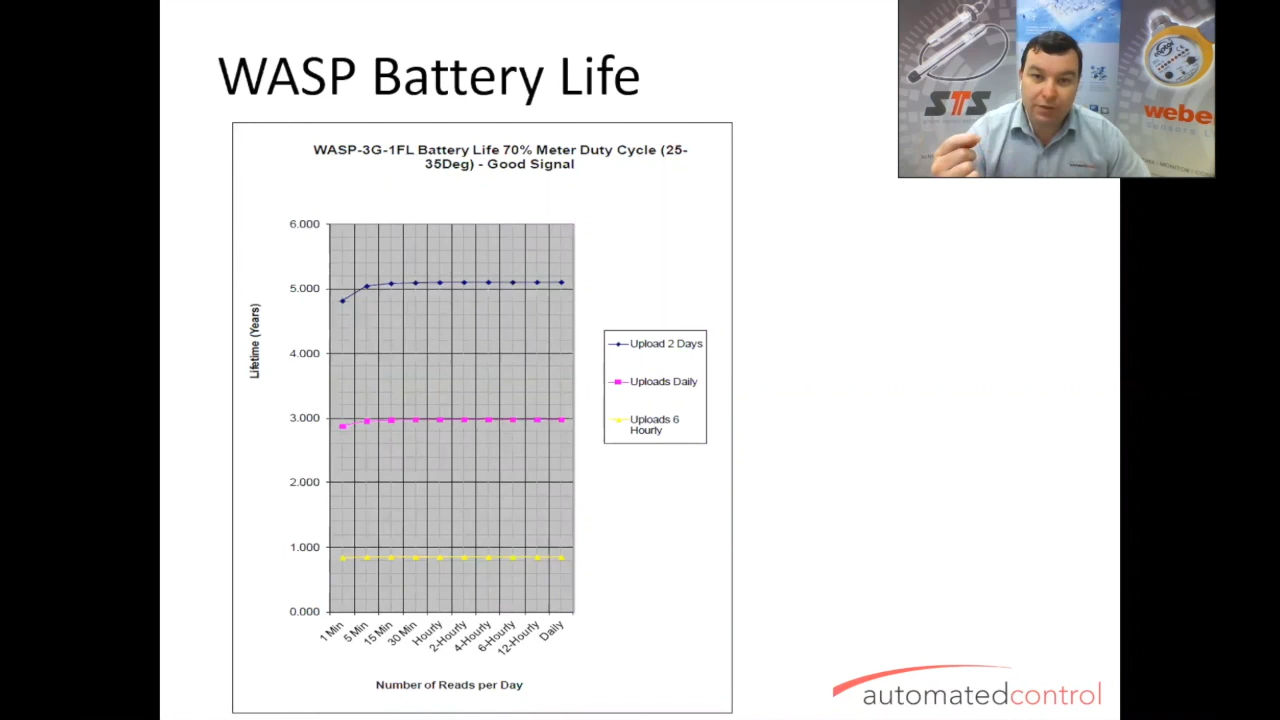 WASP Battery Life
STS
webe
sensors
WASP-3G-1FL Battery Life 70% Meter Duty Cycle (25-
35Deg) - Good Signal
6.000
5.000
4.000
3.000
2.000
1.000
0.000
Lifetime (Years)
1 Min
5 Min
15 Min
30 Min
Hourly
2-Hourly
4-Hourly
6-Hourly
12-Hourly
Daily
Number of Reads per Day
Upload 2 Days
Uploads Daily
Uploads 6
Hourly
automatedcontrol